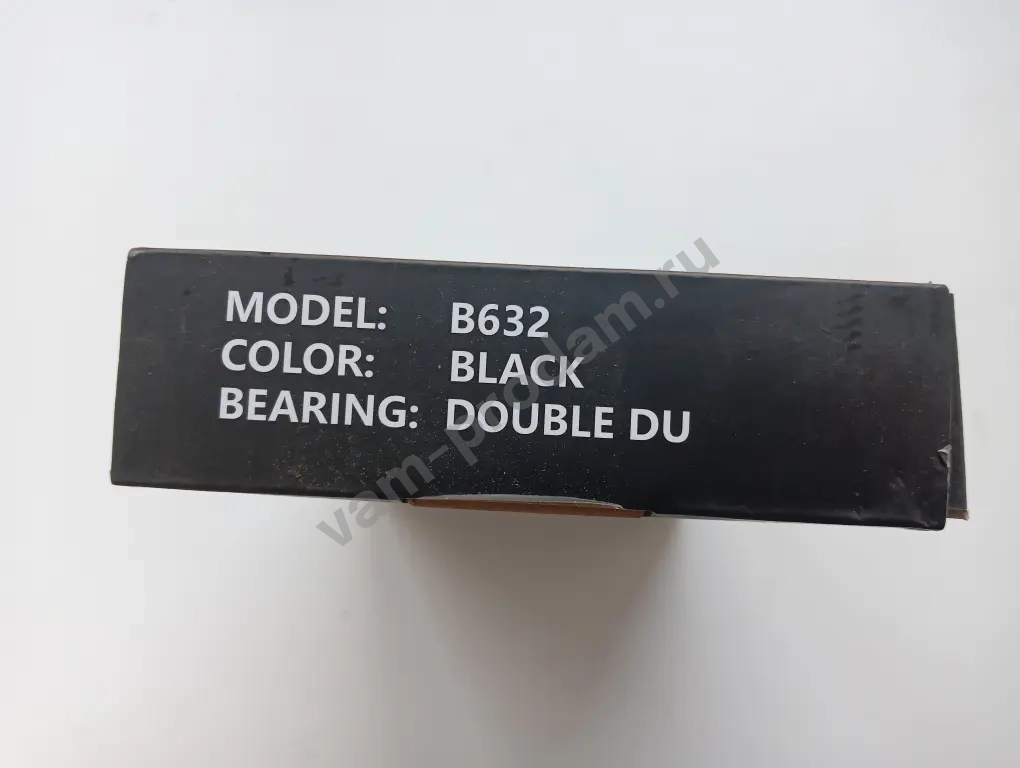 MODEL: B632
COLOR: BLACK
BEARING: DOUBLE DU
vam-prodam.ru